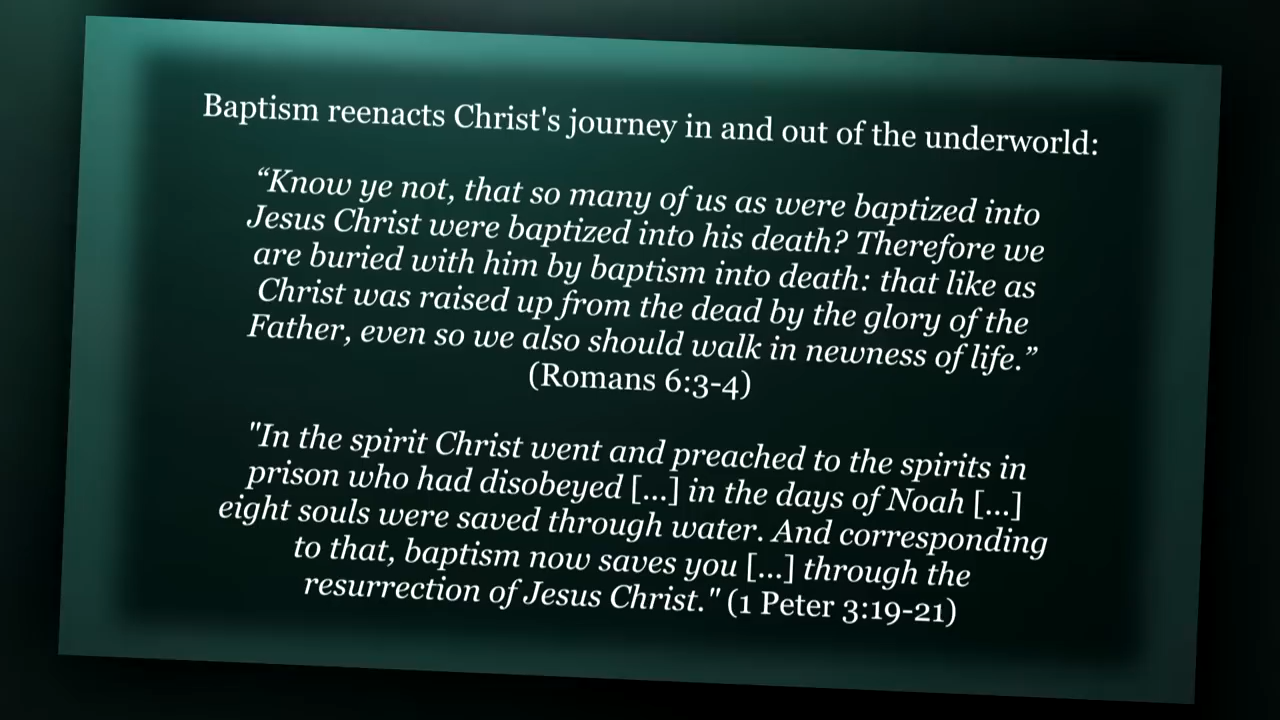 Baptism reenacts Christ's journey in and out of the underworld:
“Know ye not, that so many of us as were baptized into
Jesus Christ were baptized into his death? Therefore we
are buried with him by baptism into death: that like as
Christ was raised up from the dead by the glory of the
Father, even so we also should walk in newness of life.”
(Romans 6:3-4)
"In the spirit Christ went and preached to the spirits in
prison who had disobeyed [...] in the days of Noah [...]
eight souls were saved through water. And corresponding
to that, baptism now saves you [...] through the
resurrection of Jesus Christ." (1 Peter 3:19-21)